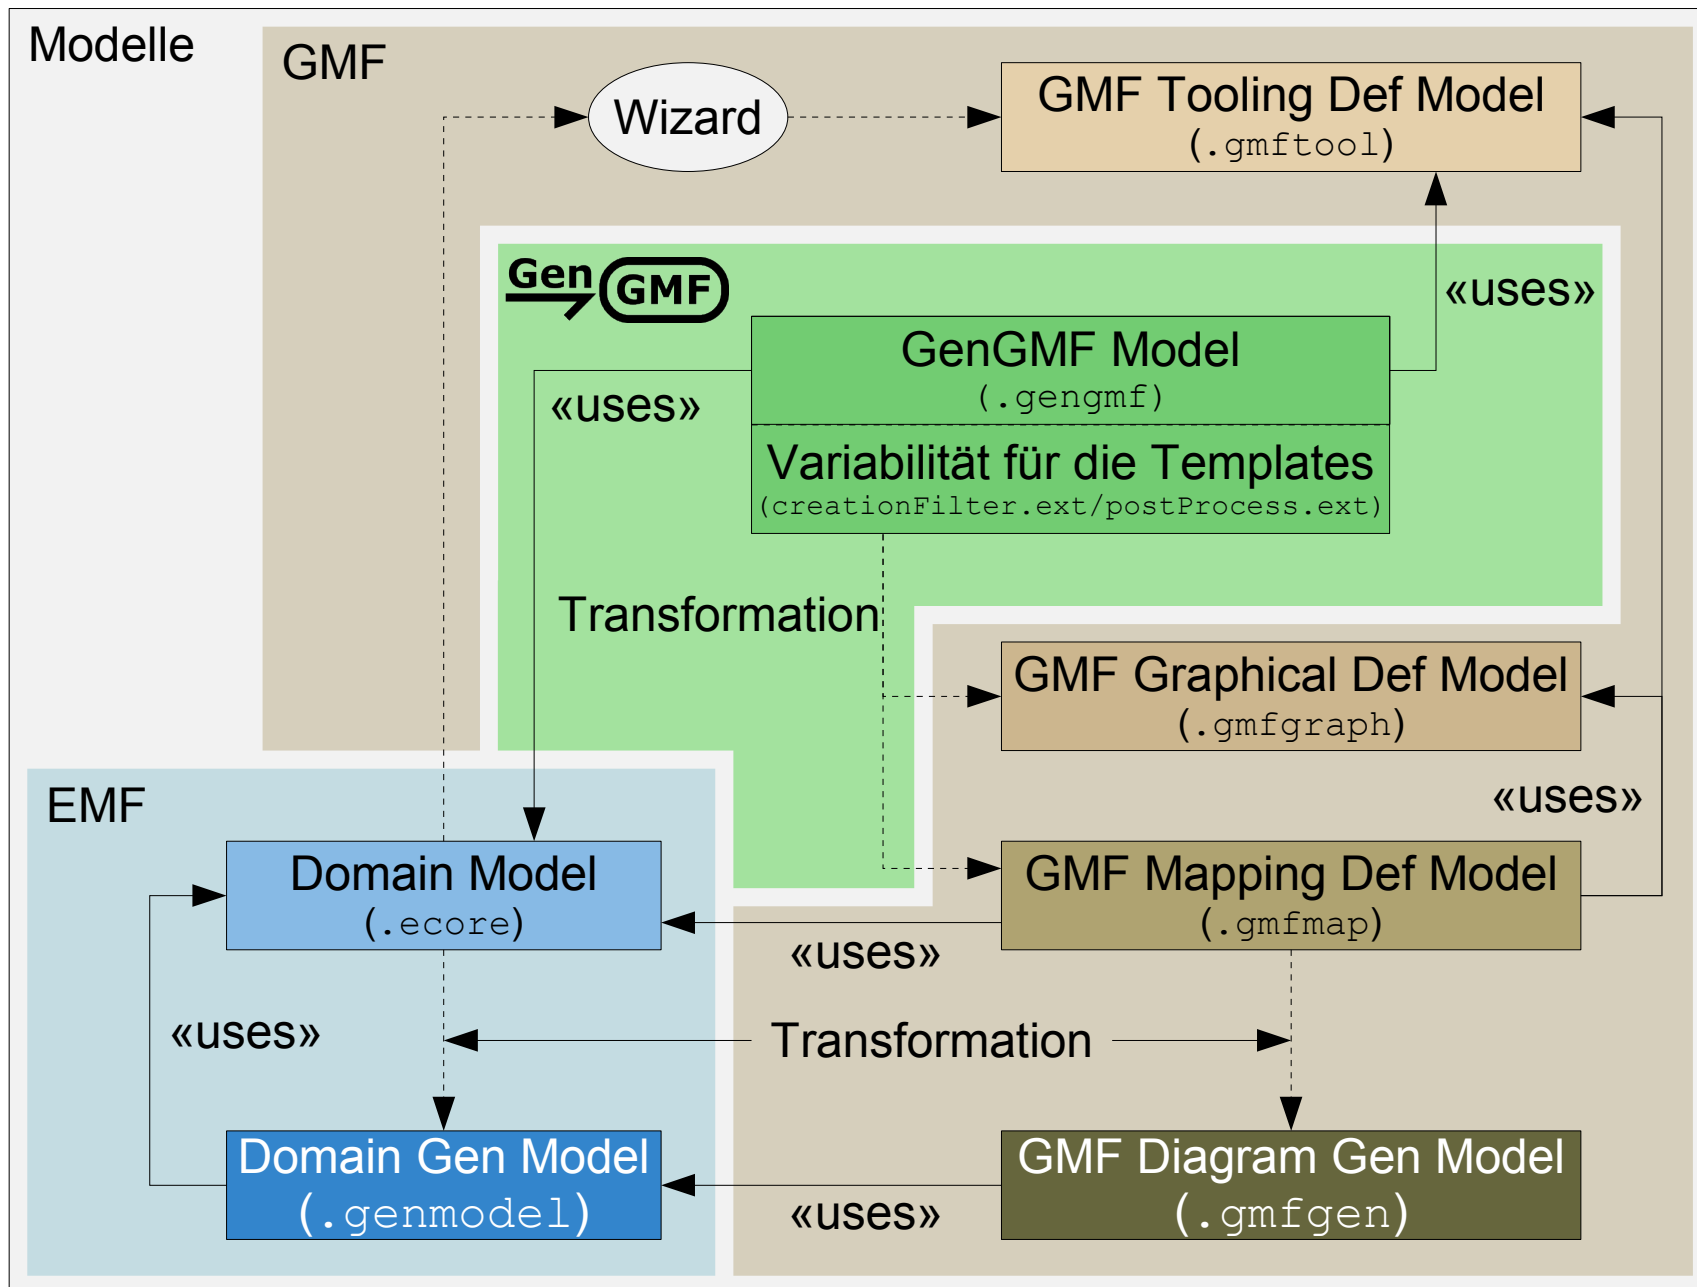 Modelle
GMF
Wizard
GMF Tooling Def Model
(.gmftool)
Gen GMF
«uses»
GenGMF Model
(.gengmf)
«uses»
Variabilität für die Templates
(creationFilter.ext/postProcess.ext)
Transformation
GMF Graphical Def Model
(.gmfgraph)
«uses»
EMF
Domain Model
(.ecore)
GMF Mapping Def Model
(.gmfmap)
«uses»
«uses»
Transformation
Domain Gen Model
(.genmodel)
«uses»
GMF Diagram Gen Model
(.gmfgen)